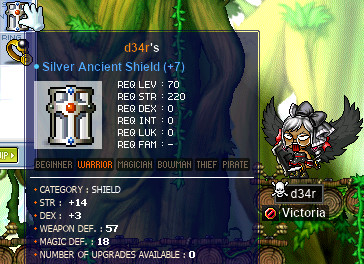 RING
d34r's
Silver Ancient Shield (+7)
REQ LEV : 70
REQ STR : 220
REQ DEX : 0
REQ INT : 0
REQ LUK : 0
REQ FAM : -
BEGINNER WARRIOR MAGICIAN BOWMAN THIEF PIRATE
CATEGORY : SHIELD
STR : +14
DEX : +3
WEAPON DEF. : 57
MAGIC DEF. : 18
NUMBER OF UPGRADES AVAILABLE : 0
d34r
Victoria